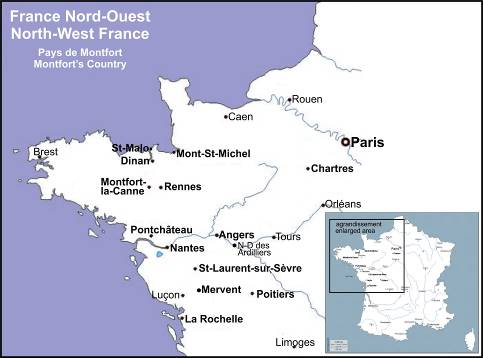 France Nord-Ouest
North-West France
Pays de Montfort
Montfort's Country
Rouen
Caen
Paris
St-Malo
Brest
Mont-St-Michel
Dinan
Chartres
Montfort-
la-Canne
Rennes
Orléans
agrandissement
enlarged area
Pontchâteau
Angers
Tours
N-D des
Ardilliers
Nantes
St-Laurent-sur-Sèvre
Luçon
Mervent
Poitiers
La Rochelle
Limoges